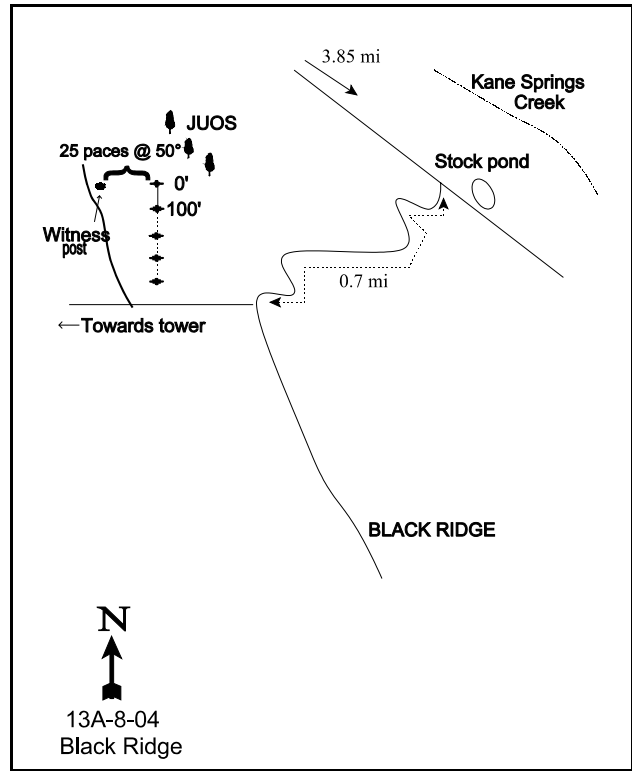 3.85 mi
Kane Springs
Creek
JUOS
25 paces @ 50°
Stock pond
0'
100'
Witness
post
0.7 mi
←Towards tower
BLACK RIDGE
N
13A-8-04
Black Ridge